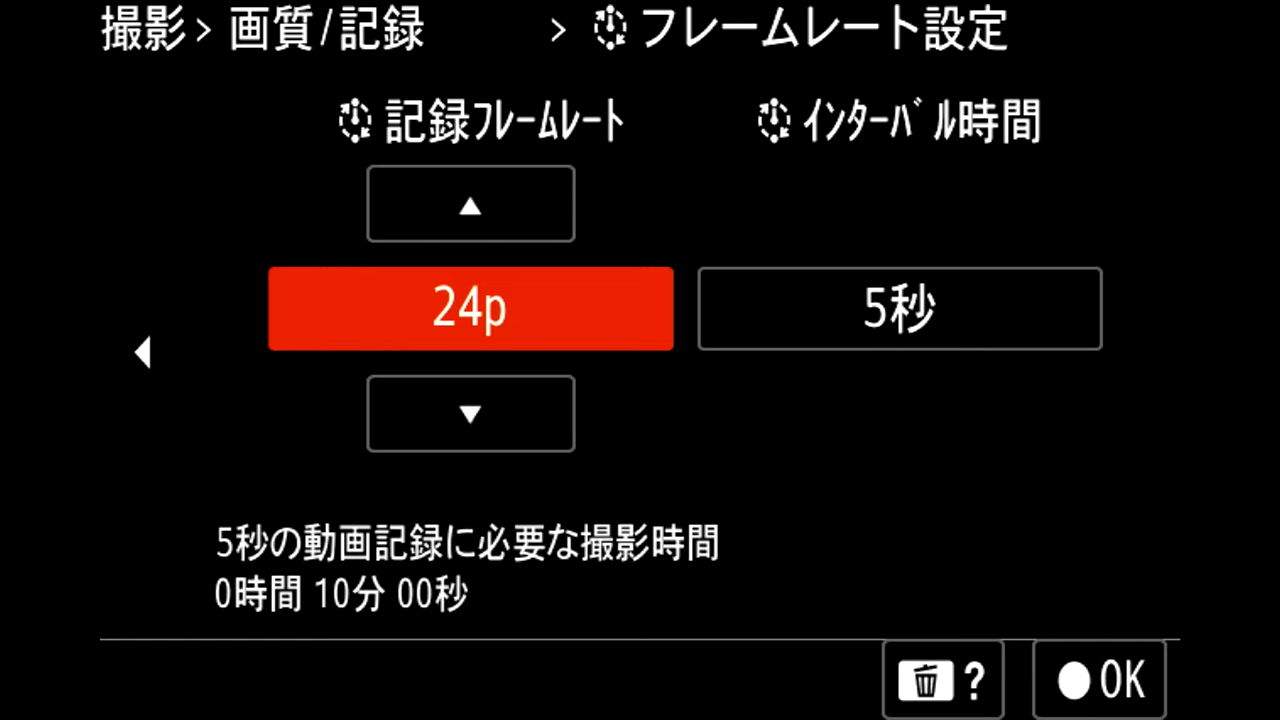 撮影> 画質/記録 > フレームレート設定
記録ﾌﾚｰﾑﾚｰﾄ ｲﾝﾀｰﾊﾞﾙ時間
24p 5秒
5秒の動画記録に必要な撮影時間
0時間 10分 00秒
? OK